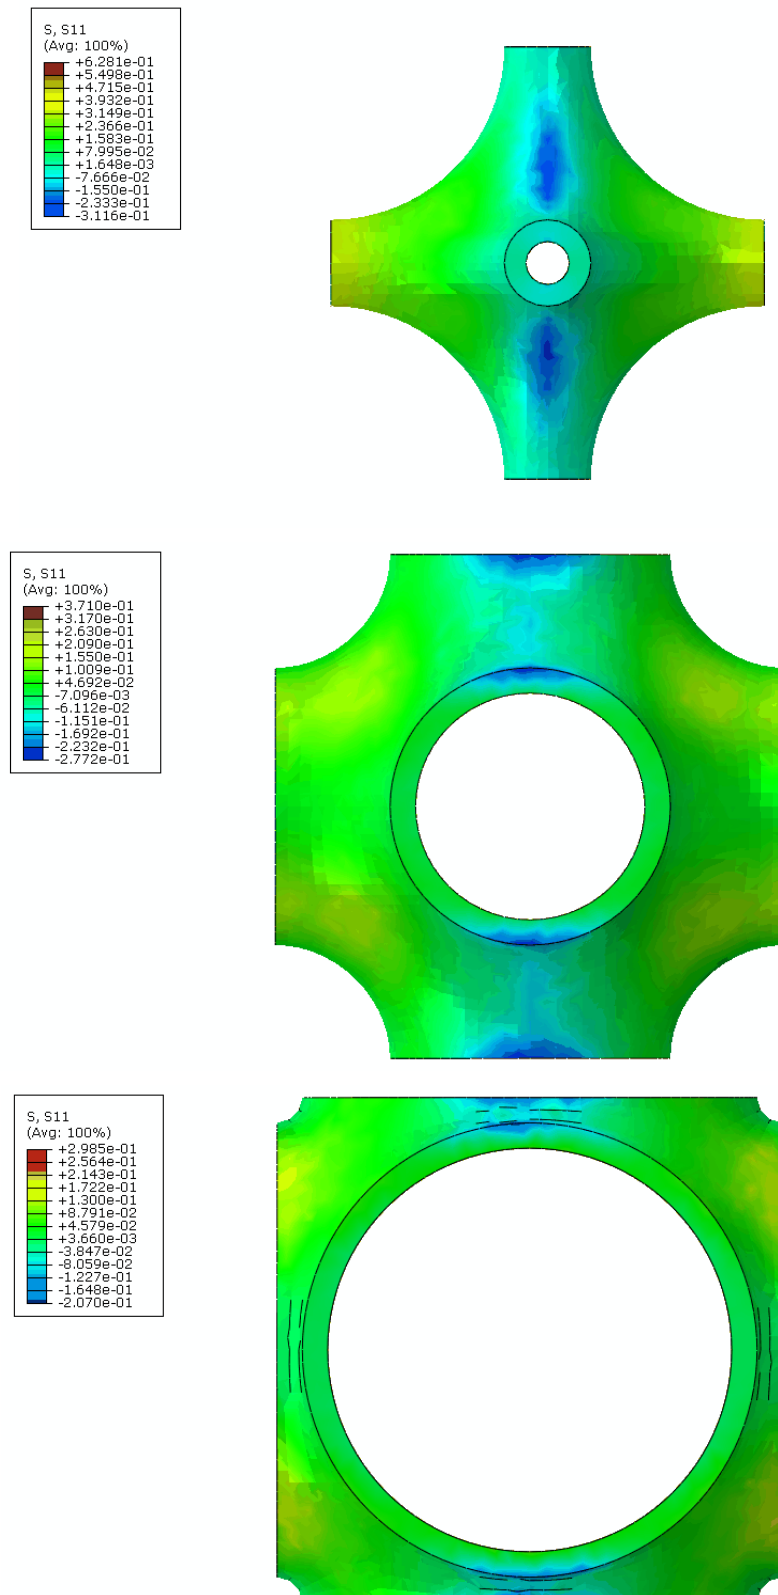 S, S11
(Avg: 100%)
+6.281e-01
+5.498e-01
+4.715e-01
+3.932e-01
+3.149e-01
+2.366e-01
+1.583e-01
+7.995e-02
+1.648e-03
-7.666e-02
-1.550e-01
-2.333e-01
-3.116e-01
S, S11
(Avg: 100%)
+3.710e-01
+3.170e-01
+2.630e-01
+2.090e-01
+1.550e-01
+1.009e-01
+4.692e-02
-7.096e-03
-6.112e-02
-1.151e-01
-1.692e-01
-2.232e-01
-2.772e-01
S, S11
(Avg: 100%)
+2.985e-01
+2.564e-01
+2.143e-01
+1.722e-01
+1.300e-01
+8.791e-02
+4.579e-02
+3.660e-03
-3.847e-02
-8.059e-02
-1.227e-01
-1.648e-01
-2.070e-01